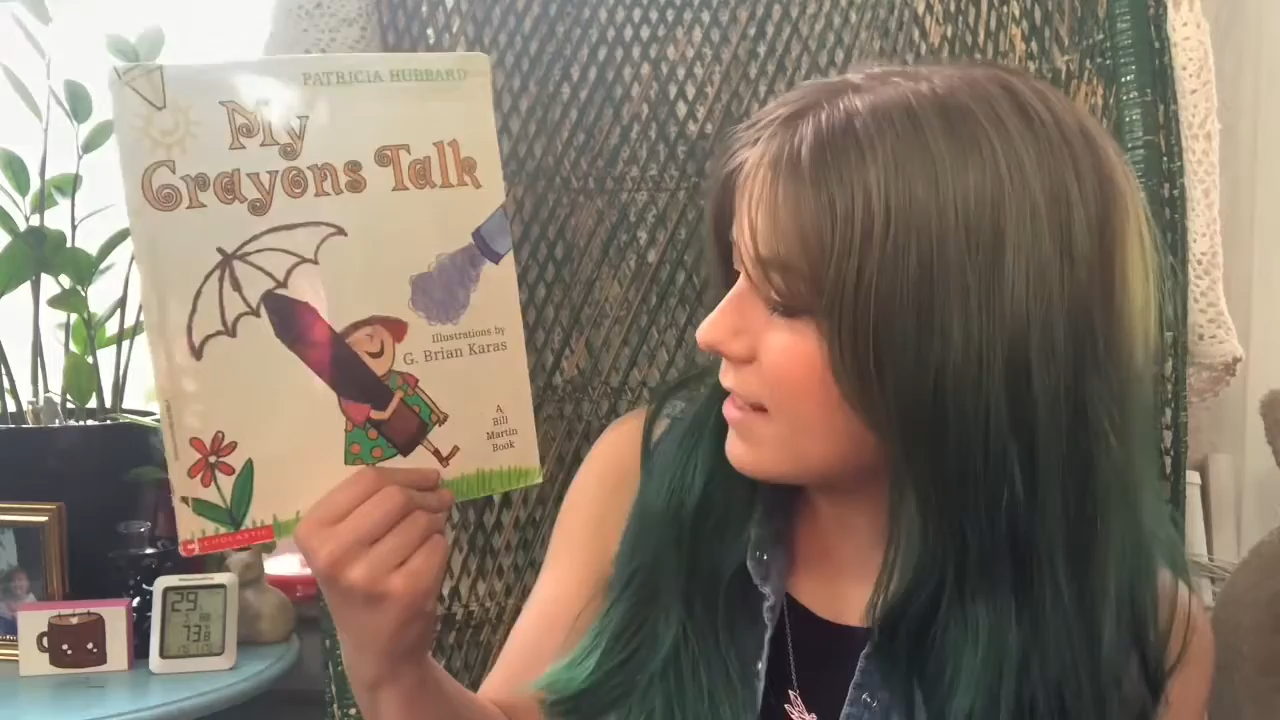 PATRICIA HUBBARD
My
Crayons Talk
Illustrations by
G. Brian Karas
A
Bill
Martin
Book
SCHOLASTIC
29
73.8